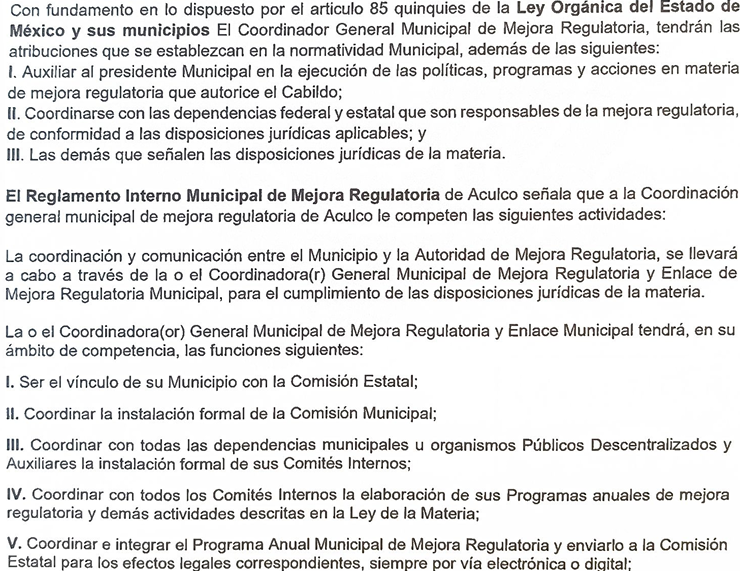 Con fundamento en lo dispuesto por el articulo 85 quinquies de la Ley Orgánica del Estado de
México y sus municipios El Coordinador General Municipal de Mejora Regulatoria, tendrán las
atribuciones que se establezcan en la normatividad Municipal, además de las siguientes:
I. Auxiliar al presidente Municipal en la ejecución de las políticas, programas y acciones en materia
de mejora regulatoria que autorice el Cabildo;
II. Coordinarse con las dependencias federal y estatal que son responsables de la mejora regulatoria,
de conformidad a las disposiciones jurídicas aplicables; y
III. Las demás que señalen las disposiciones jurídicas de la materia.
El Reglamento Interno Municipal de Mejora Regulatoria de Aculco señala que a la Coordinación
general municipal de mejora regulatoria de Aculco le competen las siguientes actividades:
La coordinación y comunicación entre el Municipio y la Autoridad de Mejora Regulatoria, se llevará
a cabo a través de la o el Coordinadora(r) General Municipal de Mejora Regulatoria y Enlace de
Mejora Regulatoria Municipal, para el cumplimiento de las disposiciones jurídicas de la materia.
La o el Coordinadora(or) General Municipal de Mejora Regulatoria y Enlace Municipal tendrá, en su
ámbito de competencia, las funciones siguientes:
I. Ser el vínculo de su Municipio con la Comisión Estatal;
II. Coordinar la instalación formal de la Comisión Municipal;
III. Coordinar con todas las dependencias municipales u organismos Públicos Descentralizados y
Auxiliares la instalación formal de sus Comités Internos;
IV. Coordinar con todos los Comités Internos la elaboración de sus Programas anuales de mejora
regulatoria y demás actividades descritas en la Ley de la Materia;
V. Coordinar e integrar el Programa Anual Municipal de Mejora Regulatoria y enviarlo a la Comisión
Estatal para los efectos legales correspondientes, siempre por vía electrónica o digital;